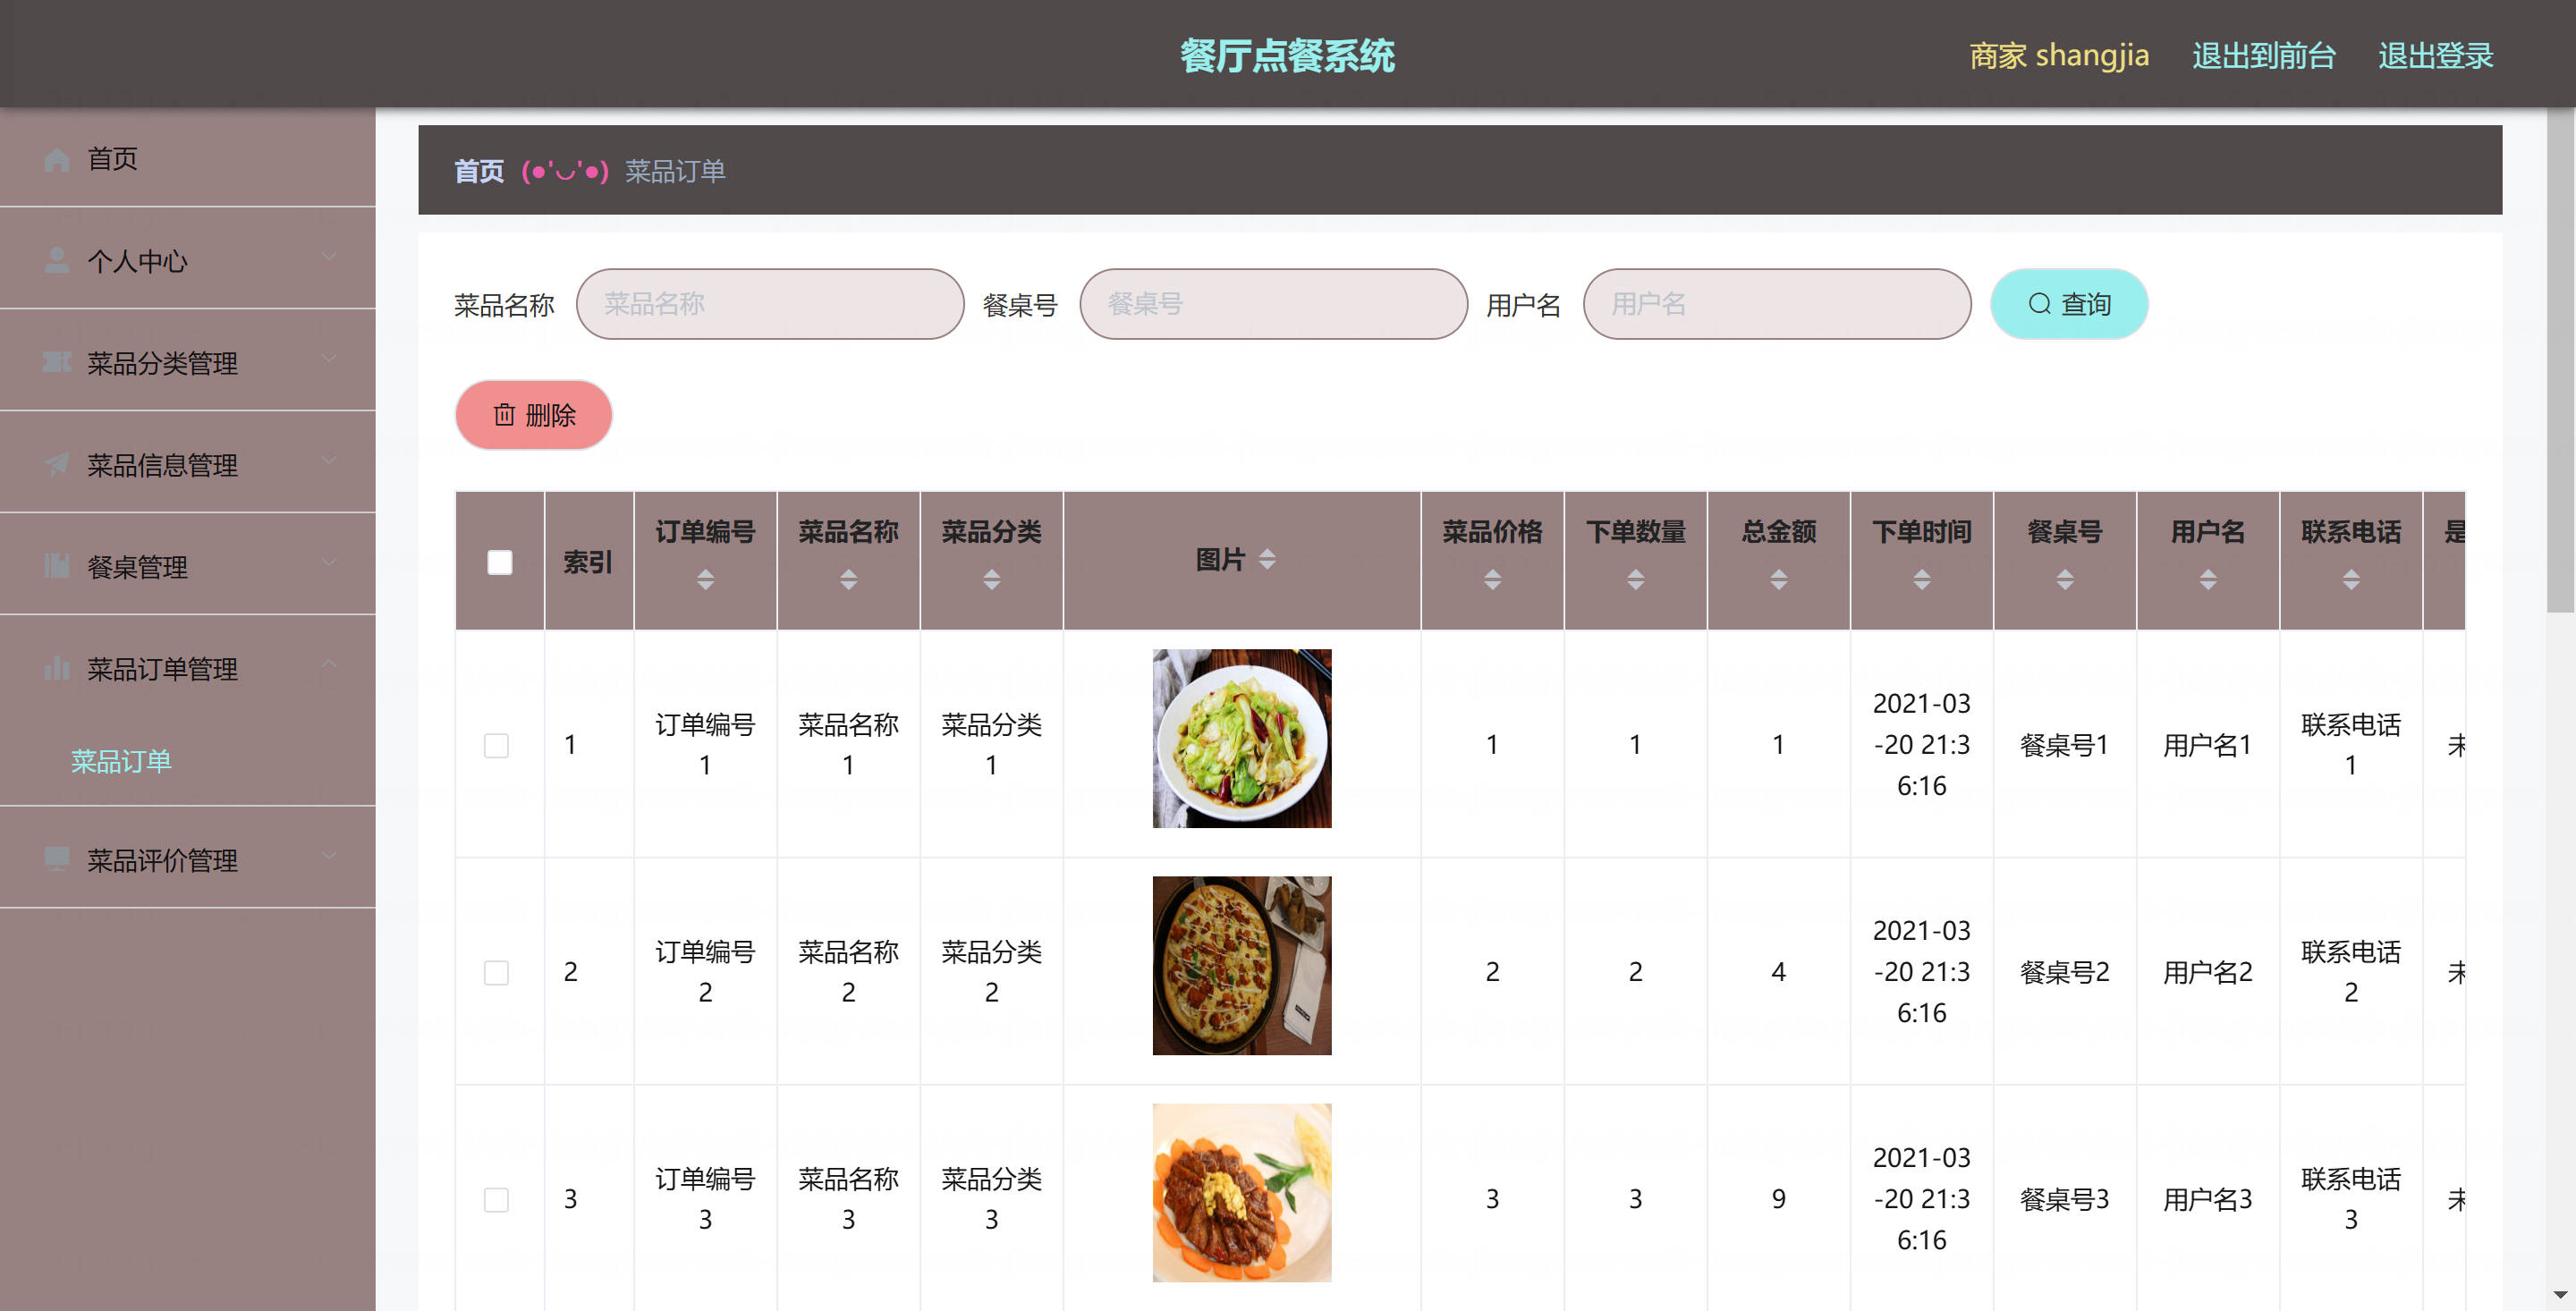 餐厅点餐系统
商家 shangjia 退出到前台 退出登录
首页
个人中心
菜品分类管理
菜品信息管理
餐桌管理
菜品订单管理
菜品订单
菜品评价管理
首页 (●'◡'●) 菜品订单
菜品名称 菜品名称 餐桌号 餐桌号 用户名 用户名 查询
删除
索引 订单编号 菜品名称 菜品分类 图片 菜品价格 下单数量 总金额 下单时间 餐桌号 用户名 联系电话 是
1 订单编号1 菜品名称1 菜品分类1 1 1 1 2021-03-20 21:36:16 餐桌号1 用户名1 联系电话1 未
2 订单编号2 菜品名称2 菜品分类2 2 2 4 2021-03-20 21:36:16 餐桌号2 用户名2 联系电话2 未
3 订单编号3 菜品名称3 菜品分类3 3 3 9 2021-03-20 21:36:16 餐桌号3 用户名3 联系电话3 未